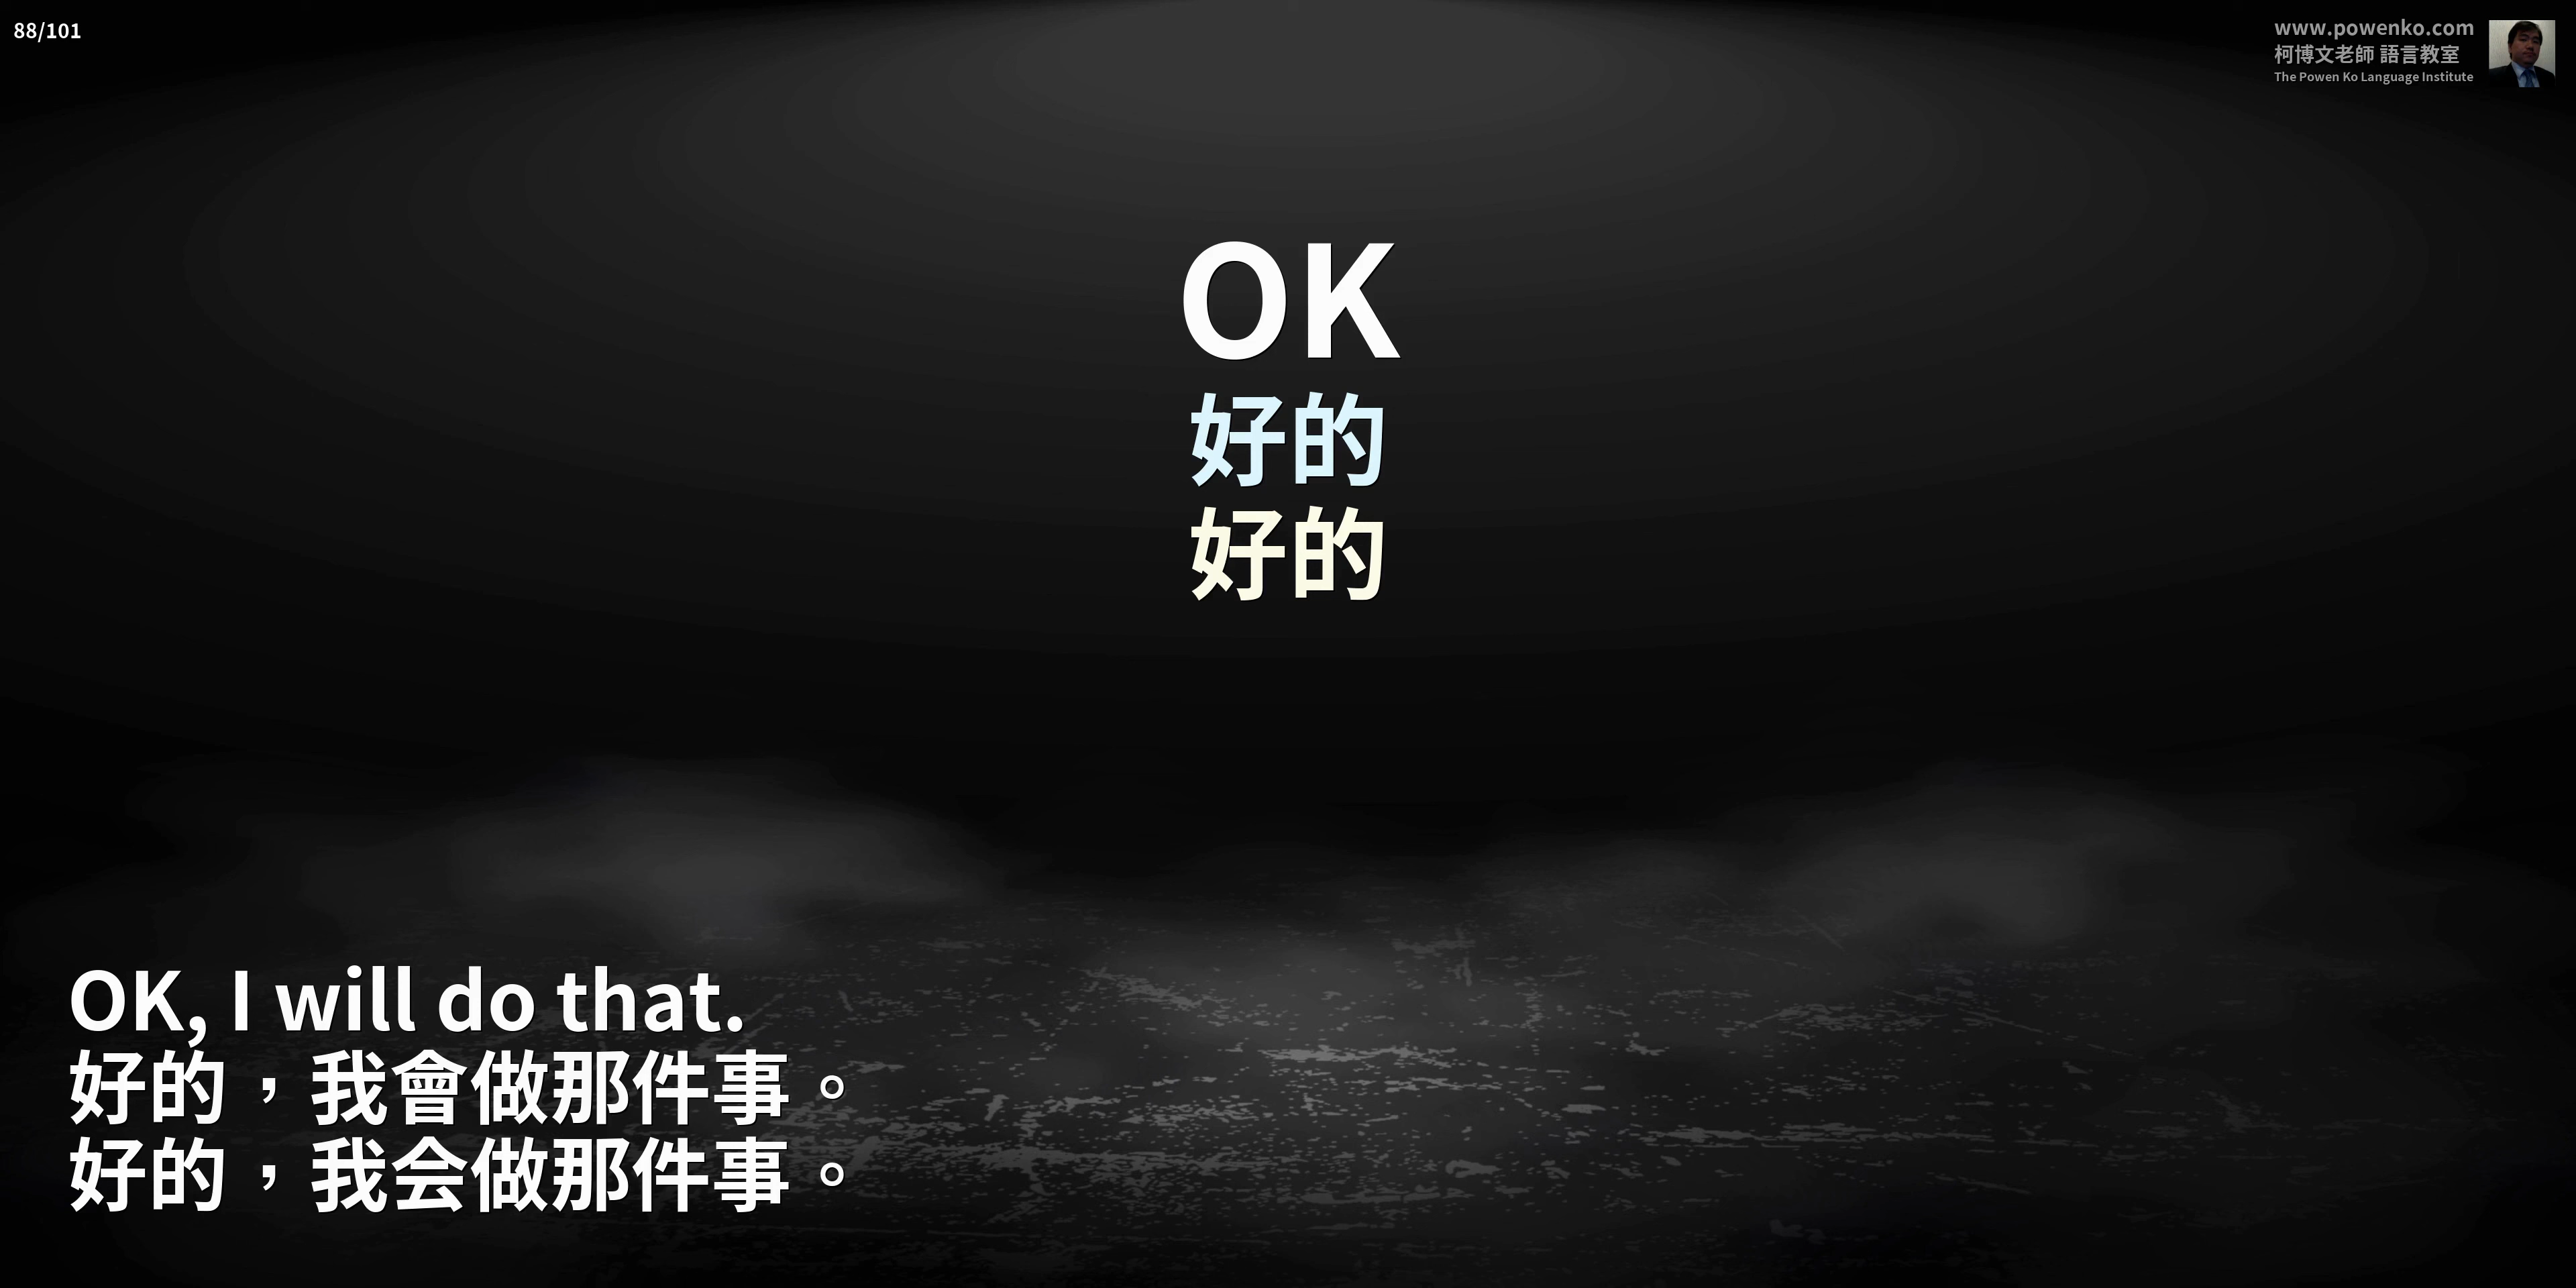 88/101
www.powenko.com
柯博文老師 語言教室
The Powen Ko Language Institute
OK
好的
好的
OK, I will do that.
好的，我會做那件事。
好的，我会做那件事。